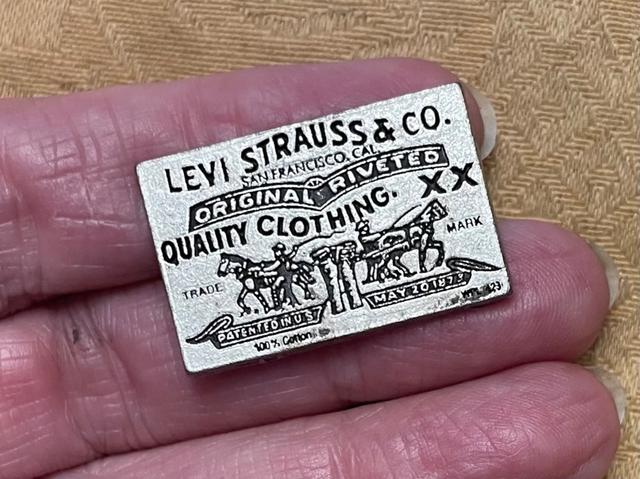 LEVI STRAUSS & CO.
SAN FRANCISCO. CAL.
ORIGINAL RIVETED
QUALITY CLOTHING. XX
TRADE MARK
PATENTED IN U.S. MAY 20 1873
100% Cotton